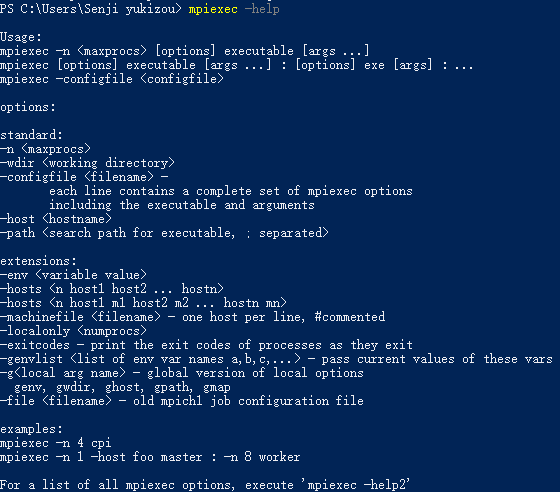 PS C:\Users\Senji yukizou> mpiexec -help
Usage:
mpiexec -n <maxprocs> [options] executable [args ...]
mpiexec [options] executable [args ...] : [options] exe [args] : ...
mpiexec -configfile <configfile>
options:
standard:
-n <maxprocs>
-wdir <working directory>
-configfile <filename> -
each line contains a complete set of mpiexec options
including the executable and arguments
-host <hostname>
-path <search path for executable, ; separated>
extensions:
-env <variable value>
-hosts <n host1 host2 ... hostn>
-hosts <n host1 m1 host2 m2 ... hostn mn>
-machinefile <filename> - one host per line, #commented
-localonly <numprocs>
-exitcodes - print the exit codes of processes as they exit
-genvlist <list of env var names a,b,c,...> - pass current values of these vars
-g<local arg name> - global version of local options
genv, gwdir, ghost, gpath, gmap
-file <filename> - old mpich1 job configuration file
examples:
mpiexec -n 4 cpi
mpiexec -n 1 -host foo master : -n 8 worker
For a list of all mpiexec options, execute 'mpiexec -help2'